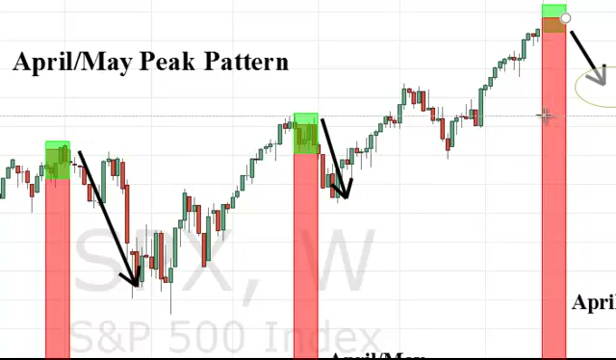 April/May Peak Pattern
SPX, W
S&P 500 Index
April
April/May